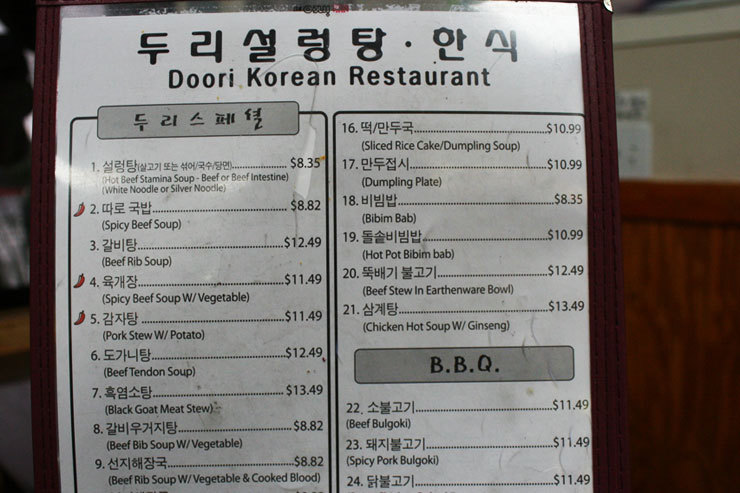 두리설렁탕·한식
Doori Korean Restaurant
두리스페셜
1. 설렁탕(살고기 또는 섞어/국수/당면)................ $8.35
(Hot Beef Stamina Soup - Beef or Beef Intestine)
(White Noodle or Silver Noodle)
2. 따로 국밥................ $8.82
(Spicy Beef Soup)
3. 갈비탕................ $12.49
(Beef Rib Soup)
4. 육개장................ $11.49
(Spicy Beef Soup W/ Vegetable)
5. 감자탕................ $11.49
(Pork Stew W/ Potato)
6. 도가니탕................ $12.49
(Beef Tendon Soup)
7. 흑염소탕................ $13.49
(Black Goat Meat Stew)
8. 갈비우거지탕................ $8.82
(Beef Bib Soup W/ Vegetable)
9. 선지해장국................ $8.82
(Beef Rib Soup W/ Vegetable & Cooked Blood)
16. 떡/만두국................ $10.99
(Sliced Rice Cake/Dumpling Soup)
17. 만두접시................ $10.99
(Dumpling Plate)
18. 비빔밥................ $8.35
(Bibim Bab)
19. 돌솥비빔밥................ $10.99
(Hot Pot Bibim bab)
20. 뚝배기 불고기................ $12.49
(Beef Stew In Earthenware Bowl)
21. 삼계탕................ $13.49
(Chicken Hot Soup W/ Ginseng)
B.B.Q.
22. 소불고기................ $11.49
(Beef Bulgoki)
23. 돼지불고기................ $11.49
(Spicy Pork Bulgoki)
24. 닭불고기................ $11.49